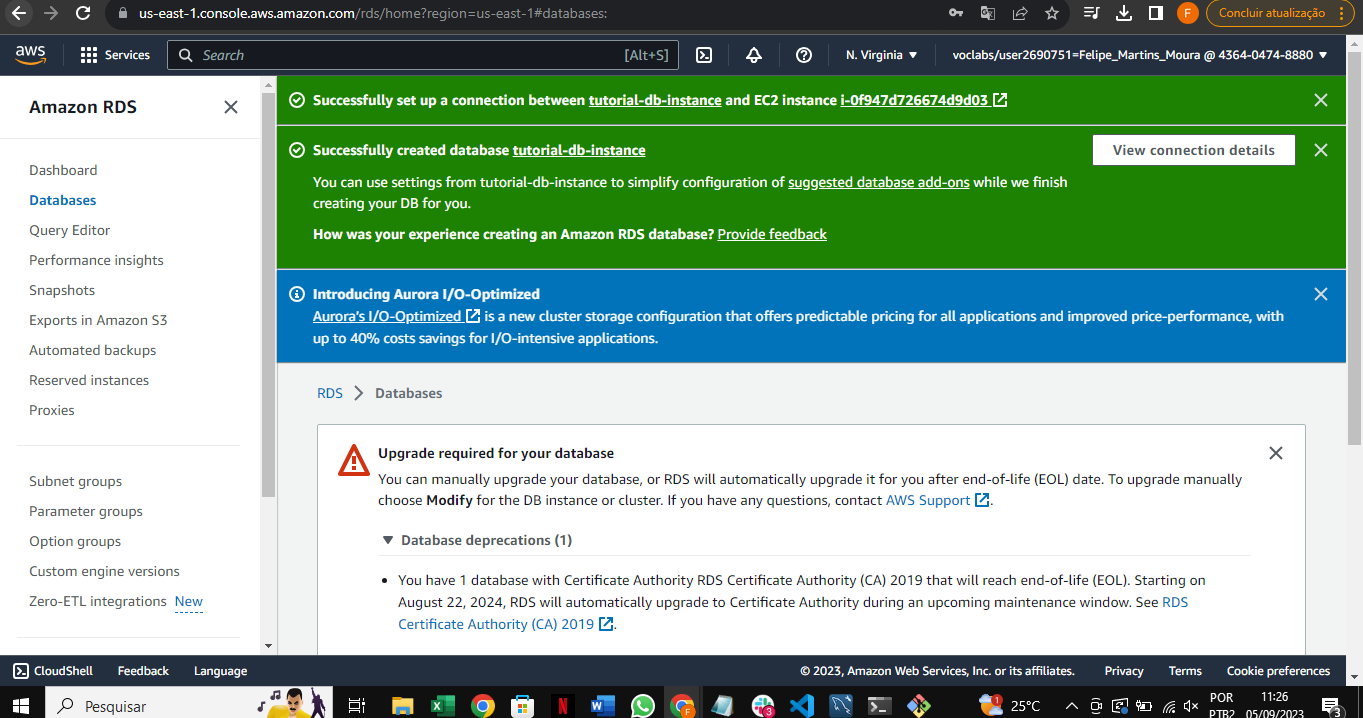 us-east-1.console.aws.amazon.com/rds/home?region=us-east-1#databases:
F
Concluir atualização
aws
Services
Search
[Alt+S]
N. Virginia
voclabs/user2690751=Felipe_Martins_Moura @ 4364-0474-8880
Amazon RDS
Dashboard
Databases
Query Editor
Performance insights
Snapshots
Exports in Amazon S3
Automated backups
Reserved instances
Proxies
Subnet groups
Parameter groups
Option groups
Custom engine versions
Zero-ETL integrations New
Successfully set up a connection between tutorial-db-instance and EC2 instance i-0f947d726674d9d03
Successfully created database tutorial-db-instance
View connection details
You can use settings from tutorial-db-instance to simplify configuration of suggested database add-ons while we finish
creating your DB for you.
How was your experience creating an Amazon RDS database? Provide feedback
Introducing Aurora I/O-Optimized
Aurora's I/O-Optimized is a new cluster storage configuration that offers predictable pricing for all applications and improved price-performance, with
up to 40% costs savings for I/O-intensive applications.
RDS > Databases
Upgrade required for your database
You can manually upgrade your database, or RDS will automatically upgrade it for you after end-of-life (EOL) date. To upgrade manually
choose Modify for the DB instance or cluster. If you have any questions, contact AWS Support.
Database deprecations (1)
• You have 1 database with Certificate Authority RDS Certificate Authority (CA) 2019 that will reach end-of-life (EOL). Starting on
August 22, 2024, RDS will automatically upgrade to Certificate Authority during an upcoming maintenance window. See RDS
Certificate Authority (CA) 2019.
CloudShell
Feedback
Language
© 2023, Amazon Web Services, Inc. or its affiliates.
Privacy
Terms
Cookie preferences
Pesquisar
25°C
POR
PTB2
11:26
05/09/2023
3